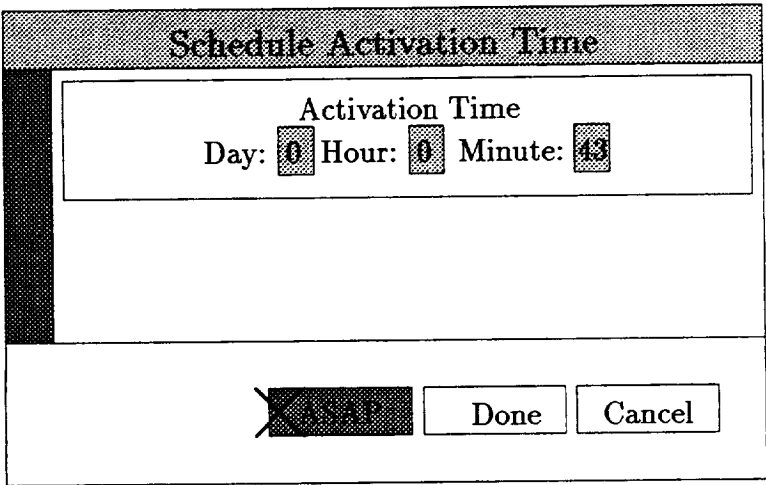 Schedule Activation Time
Activation Time
Day: 0 Hour: 0 Minute: 43
ASAP Done Cancel